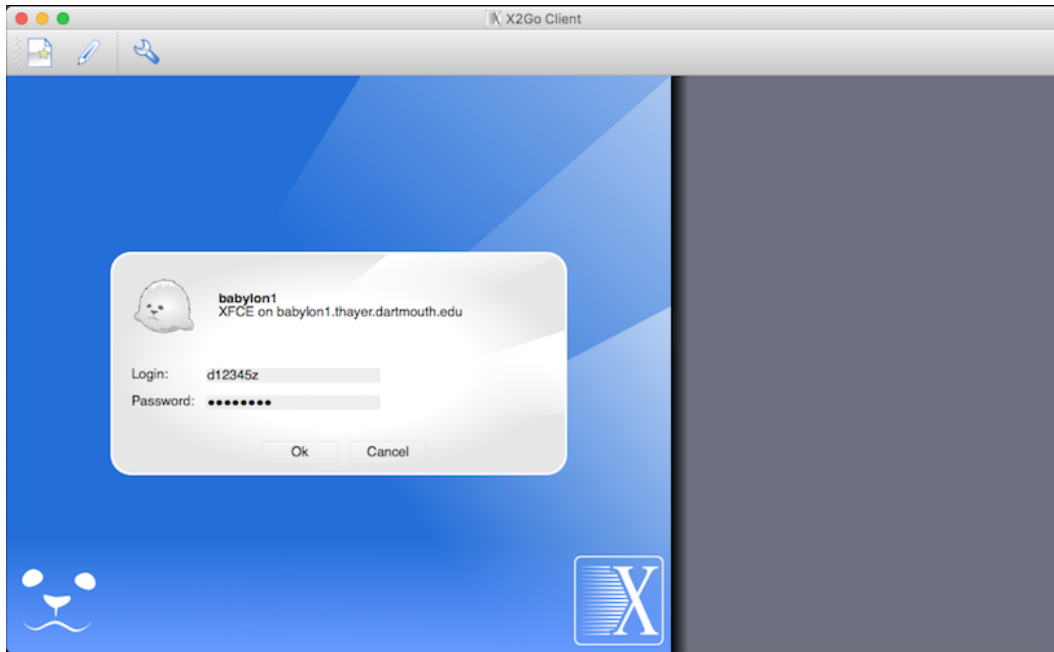 X2Go Client
babylon1
XFCE on babylon1.thayer.dartmouth.edu
Login: d12345z
Password: ••••••••
Ok Cancel
X